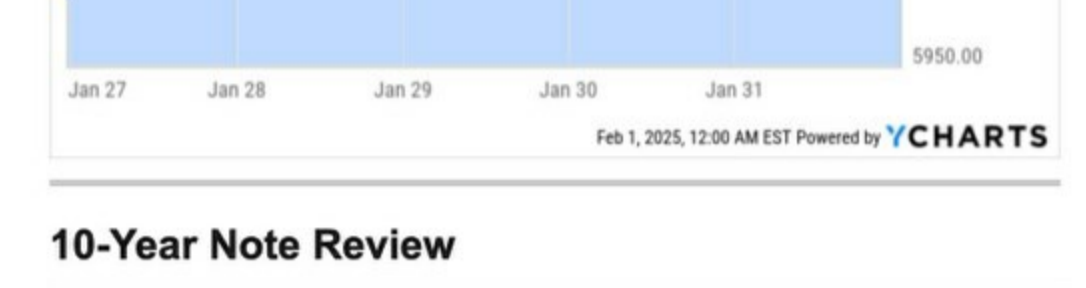 5950.00
Jan 27 Jan 28 Jan 29 Jan 30 Jan 31
Feb 1, 2025, 12:00 AM EST Powered by YCHARTS
10-Year Note Review